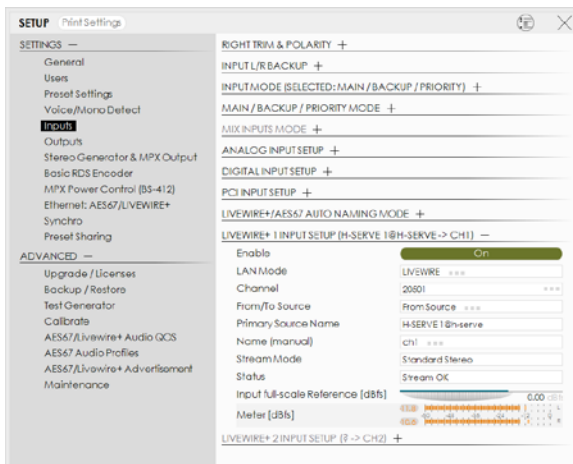 SETUP Print Settings
SETTINGS —
General
Users
Preset Settings
Voice/Mono Detect
Inputs
Outputs
Stereo Generator & MPX Output
Basic RDS Encoder
MPX Power Control (BS-412)
Ethernet: AES67/LIVEWIRE+
Synchro
Preset Sharing
ADVANCED —
Upgrade / Licenses
Backup / Restore
Test Generator
Calibrate
AES67/Livewire+ Audio QOS
AES67 Audio Profiles
AES67/Livewire+ Advertisement
Maintenance
RIGHT TRIM & POLARITY +
INPUT L/R BACKUP +
INPUT MODE (SELECTED: MAIN / BACKUP / PRIORITY) +
MAIN / BACKUP / PRIORITY MODE +
MIX INPUTS MODE +
ANALOG INPUT SETUP +
DIGITAL INPUT SETUP +
PCI INPUT SETUP +
LIVEWIRE+/AES67 AUTO NAMING MODE +
LIVEWIRE+ 1 INPUT SETUP (H-SERVE 1@H-SERVE -> CH1) —
Enable On
LAN Mode LIVEWIRE
Channel 20501
From/To Source From Source
Primary Source Name H-SERVE 1@h-serve
Name (manual) ch1
Stream Mode Standard Stereo
Status Stream OK
Input full-scale Reference [dBfs] 0.00 dBfs
Meter [dBfs]
LIVEWIRE+ 2 INPUT SETUP (? -> CH2) +